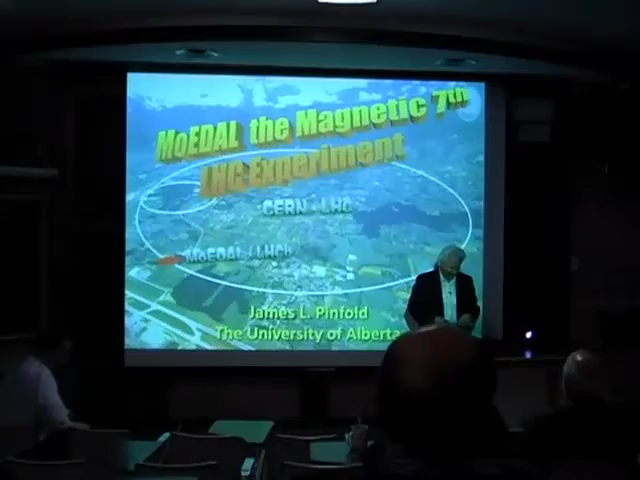 MoEDAL the Magnetic 7th
LHC Experiment
CERN - LHC
MoEDAL / LHCb
James L. Pinfold
The University of Alberta